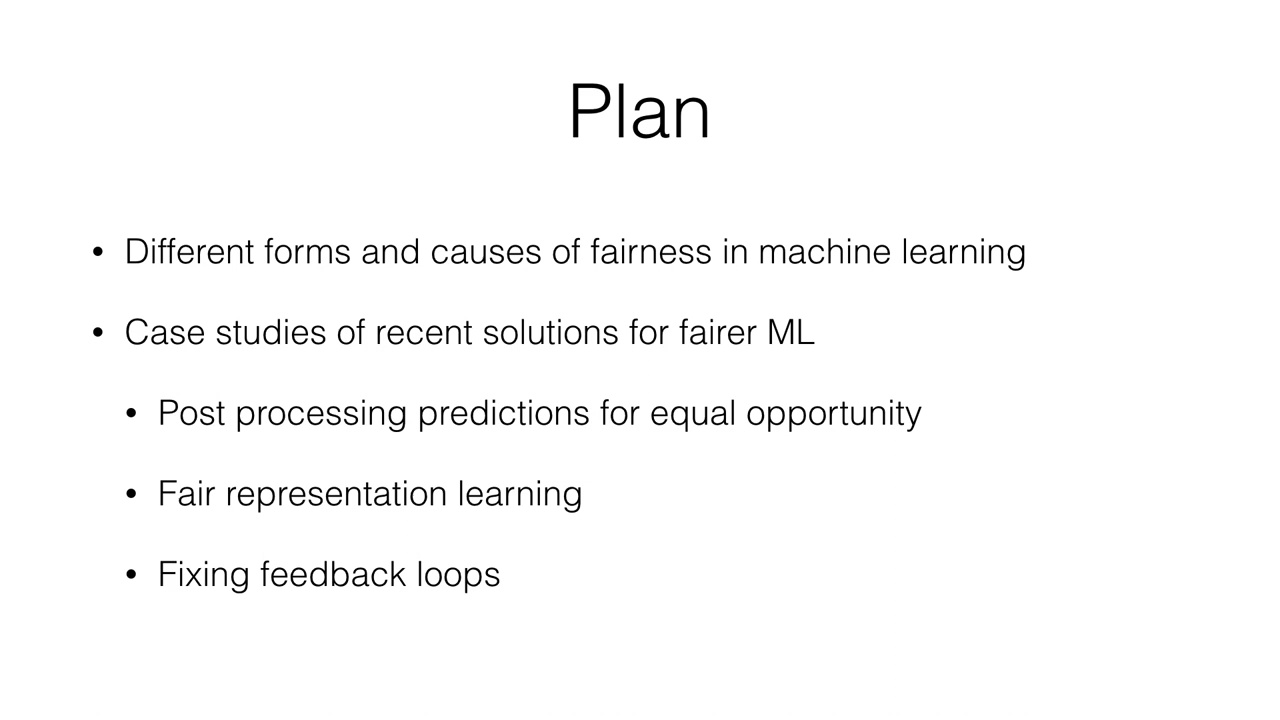 Plan
• Different forms and causes of fairness in machine learning
• Case studies of recent solutions for fairer ML
• Post processing predictions for equal opportunity
• Fair representation learning
• Fixing feedback loops